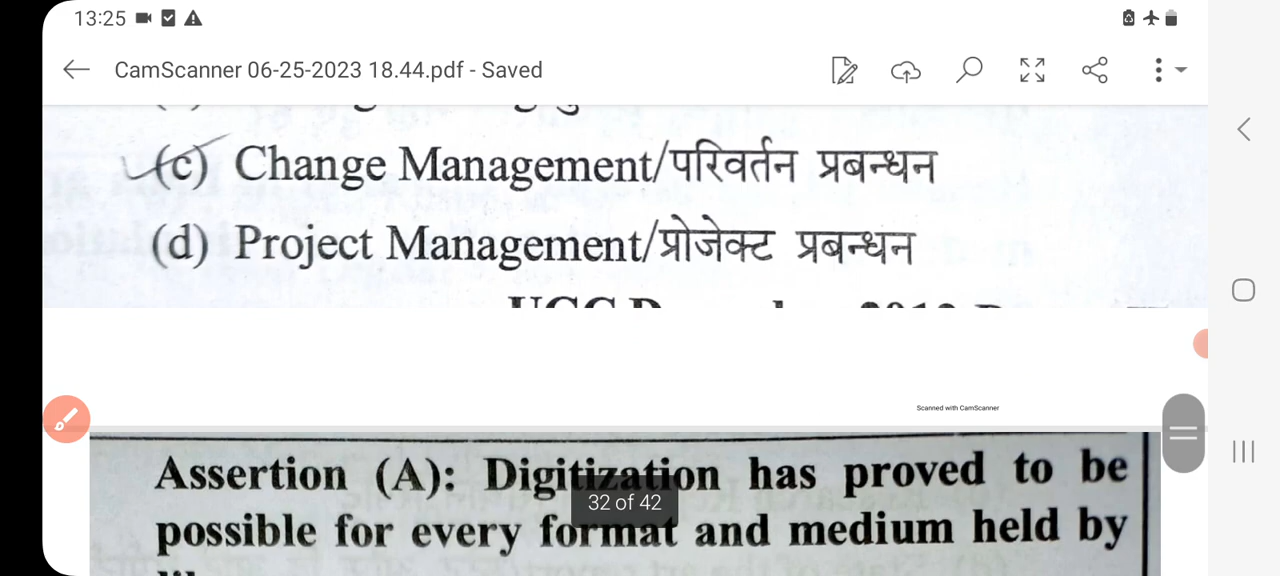 13:25
CamScanner 06-25-2023 18.44.pdf - Saved
(c) Change Management/परिवर्तन प्रबन्धन
(d) Project Management/प्रोजेक्ट प्रबन्धन
Scanned with CamScanner
Assertion (A): Digitization has proved to be
32 of 42
possible for every format and medium held by